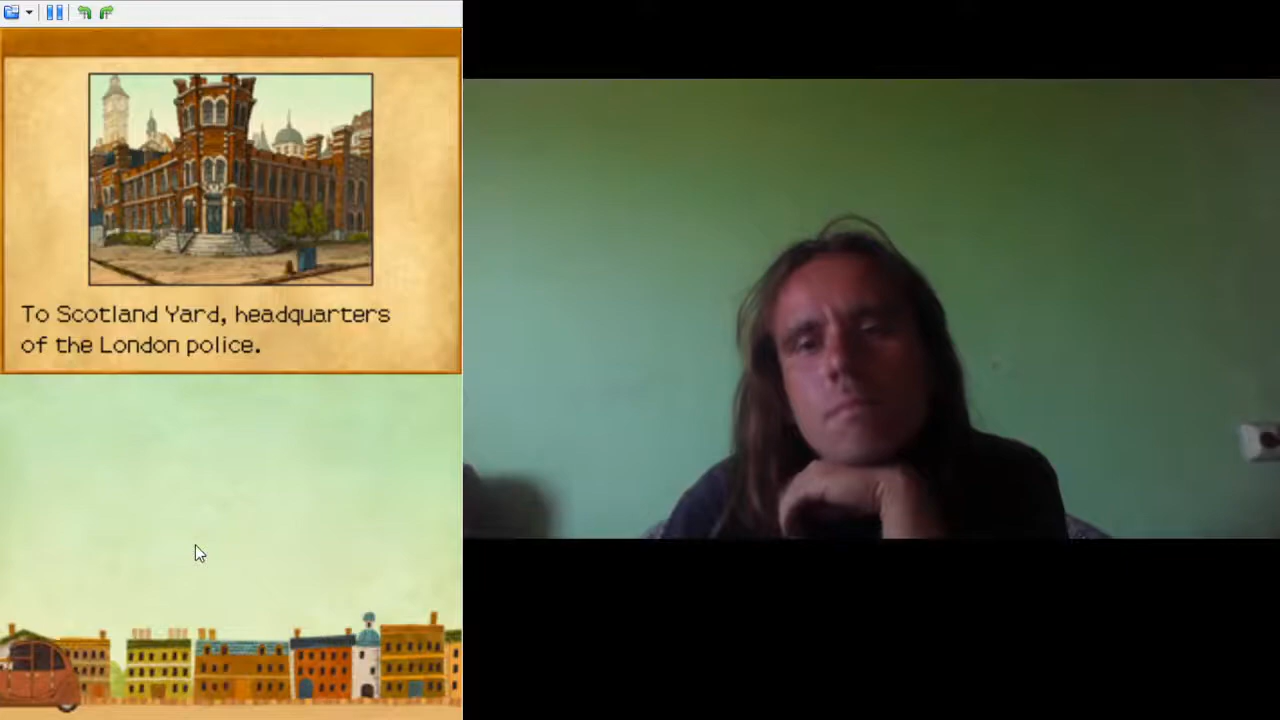 To Scotland Yard, headquarters
of the London police.